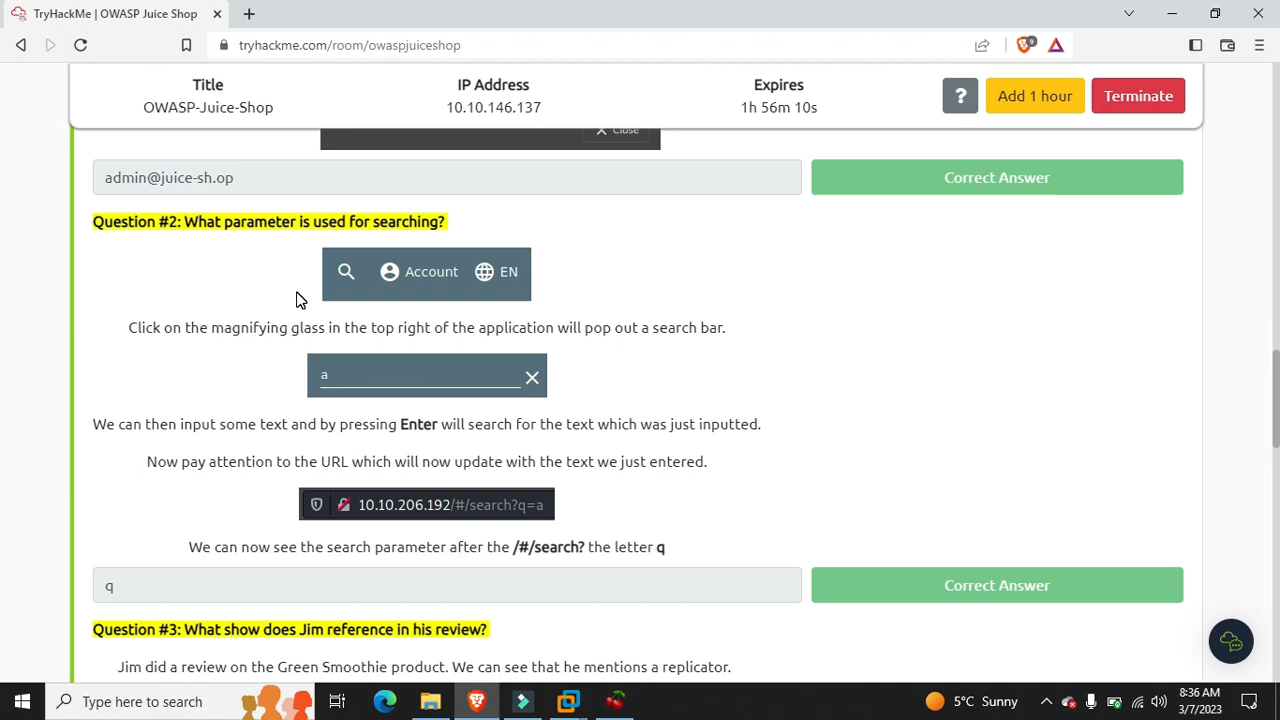 TryHackMe | OWASP Juice Shop
tryhackme.com/room/owaspjuiceshop
9
Title
IP Address
Expires
OWASP-Juice-Shop
10.10.146.137
1h 56m 10s
?
Add 1 hour
Terminate
Close
admin@juice-sh.op
Correct Answer
Question #2: What parameter is used for searching?
Account
EN
Click on the magnifying glass in the top right of the application will pop out a search bar.
a
We can then input some text and by pressing Enter will search for the text which was just inputted.
Now pay attention to the URL which will now update with the text we just entered.
10.10.206.192/#/search?q=a
We can now see the search parameter after the /#/search? the letter q
q
Correct Answer
Question #3: What show does Jim reference in his review?
Jim did a review on the Green Smoothie product. We can see that he mentions a replicator.
Type here to search
5°C Sunny
8:36 AM
3/7/2023